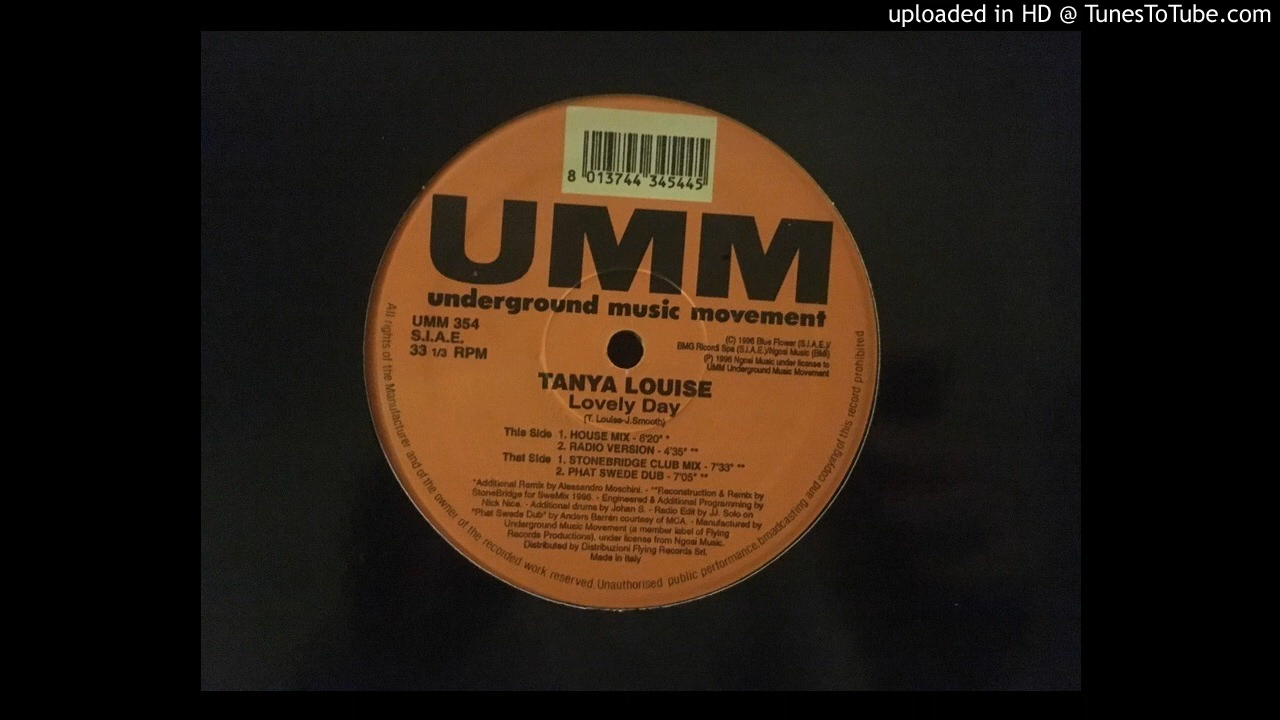 uploaded in HD @ TunesToTube.com
8 013744 345445
UMM
underground music movement
UMM 354
S.I.A.E.
33 1/3 RPM
(C) 1996 Blue Flower (S.I.A.E.)/
BMG Ricordi Spa (S.I.A.E.)/Ngosi Music (BMI)
(P) 1996 Ngosi Music under license to
UMM Underground Music Movement
TANYA LOUISE
Lovely Day
(T. Louise-J.Smooth)
This Side 1. HOUSE MIX - 6'20" *
2. RADIO VERSION - 4'35" **
That Side 1. STONEBRIDGE CLUB MIX - 7'33" **
2. PHAT SWEDE DUB - 7'05" **
*Additional Remix by Alessandro Moschini. - **Reconstruction & Remix by
StoneBridge for SweMix 1996. - Engineered & Additional Programming by
Nick Nice. - Additional drums by Johan S. - Radio Edit by JJ. Solo on
"Phat Swede Dub" by Anders Barrén courtesy of MCA. - Manufactured by
Underground Music Movement (a member label of Flying
Records Productions), under license from Ngosi Music.
Distributed by Distribuzioni Flying Records Srl.
Made in Italy
All rights of the Manufacturer and of the owner of the recorded work reserved. Unauthorised public performance, broadcasting and copying of this record prohibited